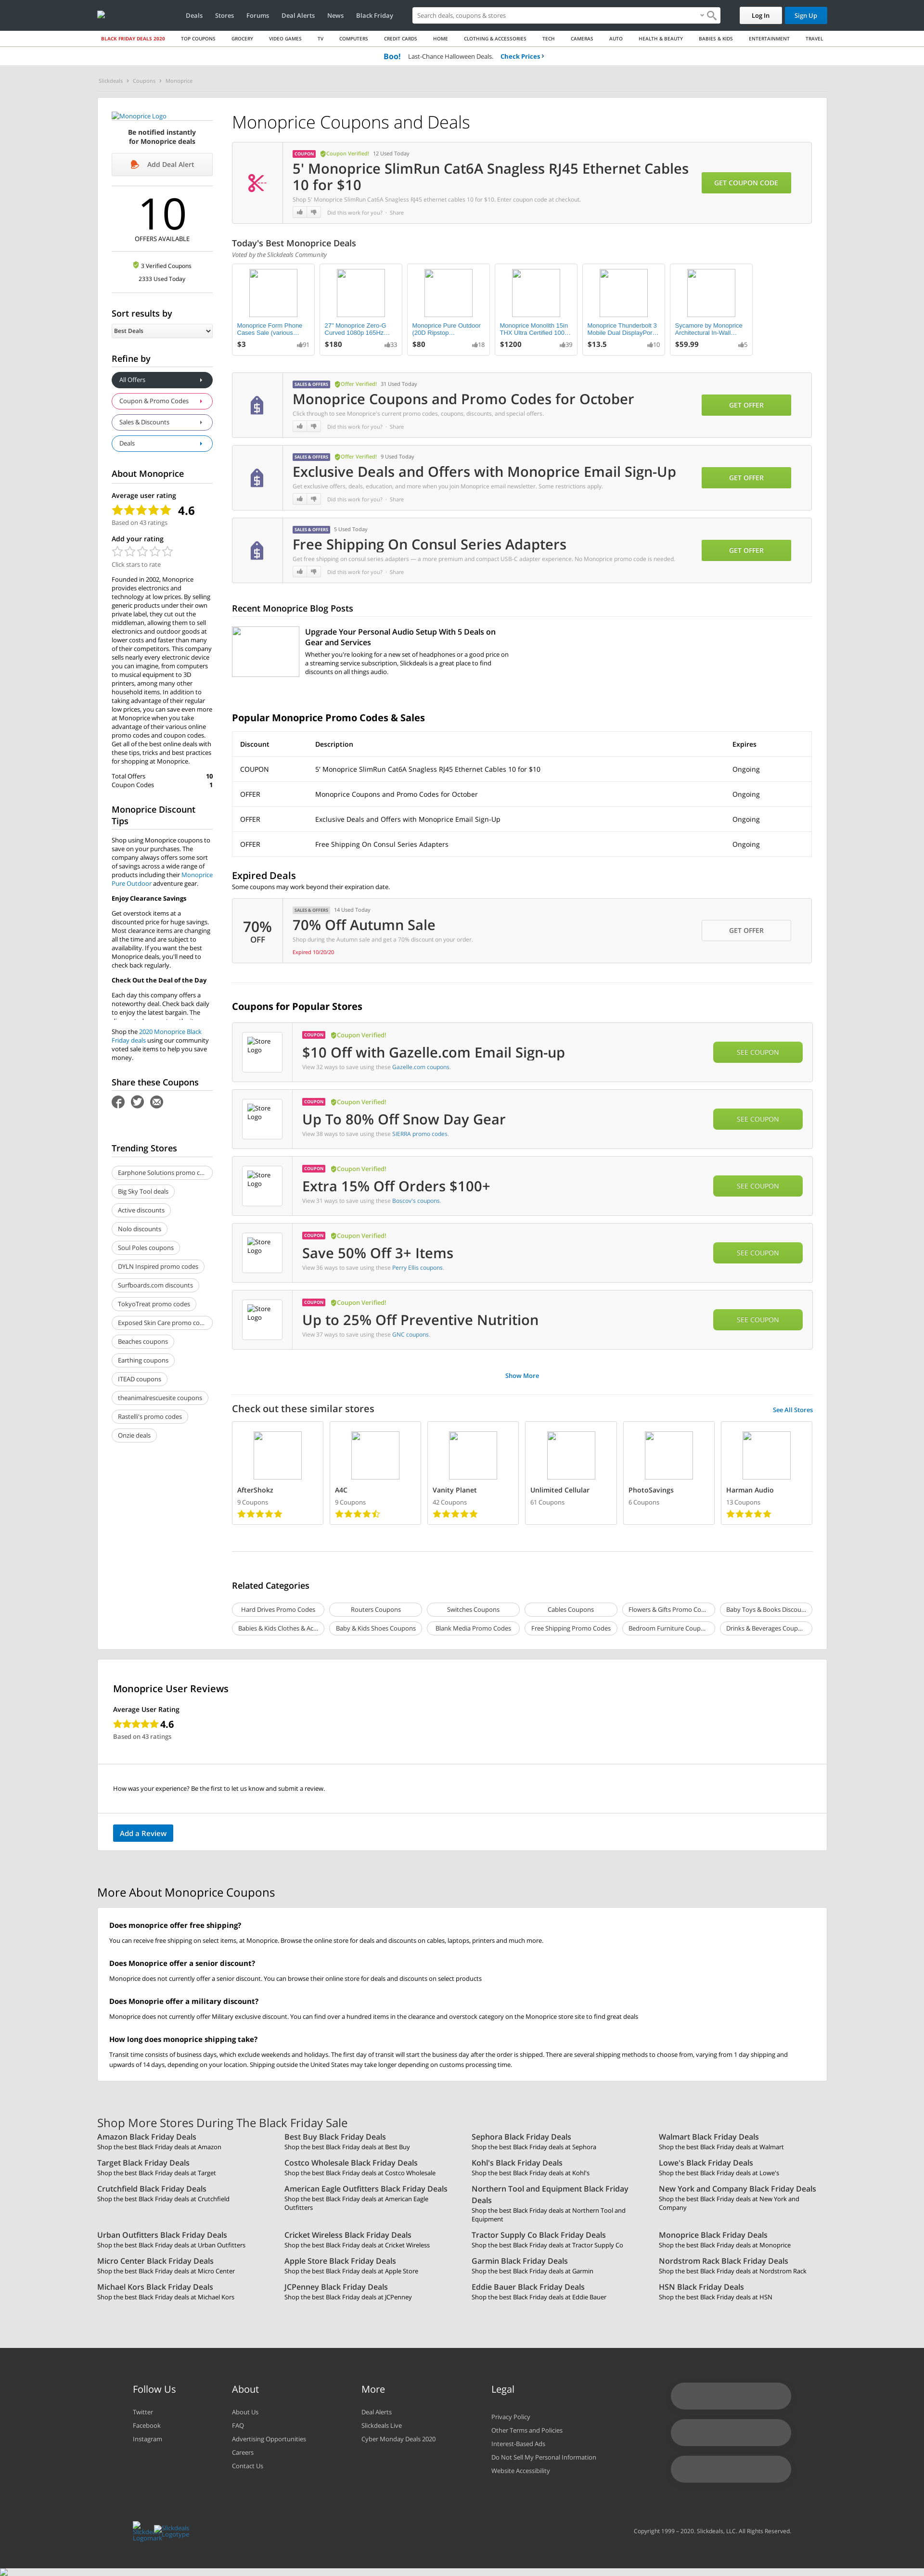 Deals Stores Forums Deal Alerts News Black Friday
Search deals, coupons & stores
Log In Sign Up
BLACK FRIDAY DEALS 2020 TOP COUPONS GROCERY VIDEO GAMES TV COMPUTERS CREDIT CARDS HOME CLOTHING & ACCESSORIES TECH CAMERAS AUTO HEALTH & BEAUTY BABIES & KIDS ENTERTAINMENT TRAVEL
Boo! Last-Chance Halloween Deals. Check Prices ›
Slickdeals › Coupons › Monoprice
Monoprice Logo
Be notified instantly
for Monoprice deals
Add Deal Alert
10
OFFERS AVAILABLE
3 Verified Coupons
2333 Used Today
Sort results by
Best Deals
Refine by
All Offers
Coupon & Promo Codes
Sales & Discounts
Deals
About Monoprice
Average user rating
4.6
Based on 43 ratings
Add your rating
Click stars to rate
Founded in 2002, Monoprice
provides electronics and
technology at low prices. By selling
generic products under their own
private label, they cut out the
middleman, allowing them to sell
electronics and outdoor goods at
lower costs and faster than many
of their competitors. This company
sells nearly every electronic device
you can imagine, from computers
to musical equipment to 3D
printers, among many other
household items. In addition to
taking advantage of their regular
low prices, you can save even more
at Monoprice when you take
advantage of their various online
promo codes and coupon codes.
Get all of the best online deals with
these tips, tricks and best practices
for shopping at Monoprice.
Total Offers 10
Coupon Codes 1
Monoprice Discount
Tips
Shop using Monoprice coupons to
save on your purchases. The
company always offers some sort
of savings across a wide range of
products including their Monoprice
Pure Outdoor adventure gear.
Enjoy Clearance Savings
Get overstock items at a
discounted price for huge savings.
Most clearance items are changing
all the time and are subject to
availability. If you want the best
Monoprice deals, you'll need to
check back regularly.
Check Out the Deal of the Day
Each day this company offers a
noteworthy deal. Check back daily
to enjoy the latest bargain. The
Shop the 2020 Monoprice Black
Friday deals using our community
voted sale items to help you save
money.
Share these Coupons
Trending Stores
Earphone Solutions promo c...
Big Sky Tool deals
Active discounts
Nolo discounts
Soul Poles coupons
DYLN Inspired promo codes
Surfboards.com discounts
TokyoTreat promo codes
Exposed Skin Care promo co...
Beaches coupons
Earthing coupons
ITEAD coupons
theanimalrescuesite coupons
Rastelli's promo codes
Onzie deals
Monoprice Coupons and Deals
COUPON Coupon Verified! 12 Used Today
5' Monoprice SlimRun Cat6A Snagless RJ45 Ethernet Cables
10 for $10
Shop 5' Monoprice SlimRun Cat6A Snagless RJ45 ethernet cables 10 for $10. Enter coupon code at checkout.
Did this work for you? · Share
GET COUPON CODE
Today's Best Monoprice Deals
Voted by the Slickdeals Community
Monoprice Form Phone
Cases Sale (various...
$3 91
27" Monoprice Zero-G
Curved 1080p 165Hz...
$180 33
Monoprice Pure Outdoor
(20D Ripstop...
$80 18
Monoprice Monolith 15in
THX Ultra Certified 100...
$1200 39
Monoprice Thunderbolt 3
Mobile Dual DisplayPor...
$13.5 10
Sycamore by Monoprice
Architectural In-Wall...
$59.99 5
SALES & OFFERS Offer Verified! 31 Used Today
Monoprice Coupons and Promo Codes for October
Click through to see Monoprice's current promo codes, coupons, discounts, and special offers.
Did this work for you? · Share
GET OFFER
SALES & OFFERS Offer Verified! 9 Used Today
Exclusive Deals and Offers with Monoprice Email Sign-Up
Get exclusive offers, deals, education, and more when you join Monoprice email newsletter. Some restrictions apply.
Did this work for you? · Share
GET OFFER
SALES & OFFERS 5 Used Today
Free Shipping On Consul Series Adapters
Get free shipping on consul series adapters — a more premium and compact USB-C adapter experience. No Monoprice promo code is needed.
Did this work for you? · Share
GET OFFER
Recent Monoprice Blog Posts
Upgrade Your Personal Audio Setup With 5 Deals on
Gear and Services
Whether you're looking for a new set of headphones or a good price on
a streaming service subscription, Slickdeals is a great place to find
discounts on all things audio.
Popular Monoprice Promo Codes & Sales
Discount Description Expires
COUPON 5' Monoprice SlimRun Cat6A Snagless RJ45 Ethernet Cables 10 for $10 Ongoing
OFFER Monoprice Coupons and Promo Codes for October Ongoing
OFFER Exclusive Deals and Offers with Monoprice Email Sign-Up Ongoing
OFFER Free Shipping On Consul Series Adapters Ongoing
Expired Deals
Some coupons may work beyond their expiration date.
70%
OFF
SALES & OFFERS 14 Used Today
70% Off Autumn Sale
Shop during the Autumn sale and get a 70% discount on your order.
Expired 10/20/20
GET OFFER
Coupons for Popular Stores
Store Logo
COUPON Coupon Verified!
$10 Off with Gazelle.com Email Sign-up
View 32 ways to save using these Gazelle.com coupons.
SEE COUPON
Store Logo
COUPON Coupon Verified!
Up To 80% Off Snow Day Gear
View 38 ways to save using these SIERRA promo codes.
SEE COUPON
Store Logo
COUPON Coupon Verified!
Extra 15% Off Orders $100+
View 31 ways to save using these Boscov's coupons.
SEE COUPON
Store Logo
COUPON Coupon Verified!
Save 50% Off 3+ Items
View 36 ways to save using these Perry Ellis coupons.
SEE COUPON
Store Logo
COUPON Coupon Verified!
Up to 25% Off Preventive Nutrition
View 37 ways to save using these GNC coupons.
SEE COUPON
Show More
Check out these similar stores See All Stores
AfterShokz
9 Coupons
A4C
9 Coupons
Vanity Planet
42 Coupons
Unlimited Cellular
61 Coupons
PhotoSavings
6 Coupons
Harman Audio
13 Coupons
Related Categories
Hard Drives Promo Codes Routers Coupons Switches Coupons Cables Coupons Flowers & Gifts Promo Co... Baby Toys & Books Discou...
Babies & Kids Clothes & Ac... Baby & Kids Shoes Coupons Blank Media Promo Codes Free Shipping Promo Codes Bedroom Furniture Coup... Drinks & Beverages Coup...
Monoprice User Reviews
Average User Rating
4.6
Based on 43 ratings
How was your experience? Be the first to let us know and submit a review.
Add a Review
More About Monoprice Coupons
Does monoprice offer free shipping?
You can receive free shipping on select items, at Monoprice. Browse the online store for deals and discounts on cables, laptops, printers and much more.
Does Monoprice offer a senior discount?
Monoprice does not currently offer a senior discount. You can browse their online store for deals and discounts on select products
Does Monoprie offer a military discount?
Monoprice does not currently offer Military exclusive discount. You can find over a hundred items in the clearance and overstock category on the Monoprice store site to find great deals
How long does monoprice shipping take?
Transit time consists of business days, which exclude weekends and holidays. The first day of transit will start the business day after the order is shipped. There are several shipping methods to choose from, varying from 1 day shipping and
upwards of 14 days, depending on your location. Shipping outside the United States may take longer depending on customs processing time.
Shop More Stores During The Black Friday Sale
Amazon Black Friday Deals
Shop the best Black Friday deals at Amazon
Best Buy Black Friday Deals
Shop the best Black Friday deals at Best Buy
Sephora Black Friday Deals
Shop the best Black Friday deals at Sephora
Walmart Black Friday Deals
Shop the best Black Friday deals at Walmart
Target Black Friday Deals
Shop the best Black Friday deals at Target
Costco Wholesale Black Friday Deals
Shop the best Black Friday deals at Costco Wholesale
Kohl's Black Friday Deals
Shop the best Black Friday deals at Kohl's
Lowe's Black Friday Deals
Shop the best Black Friday deals at Lowe's
Crutchfield Black Friday Deals
Shop the best Black Friday deals at Crutchfield
American Eagle Outfitters Black Friday Deals
Shop the best Black Friday deals at American Eagle
Outfitters
Northern Tool and Equipment Black Friday
Deals
Shop the best Black Friday deals at Northern Tool and
Equipment
New York and Company Black Friday Deals
Shop the best Black Friday deals at New York and
Company
Urban Outfitters Black Friday Deals
Shop the best Black Friday deals at Urban Outfitters
Cricket Wireless Black Friday Deals
Shop the best Black Friday deals at Cricket Wireless
Tractor Supply Co Black Friday Deals
Shop the best Black Friday deals at Tractor Supply Co
Monoprice Black Friday Deals
Shop the best Black Friday deals at Monoprice
Micro Center Black Friday Deals
Shop the best Black Friday deals at Micro Center
Apple Store Black Friday Deals
Shop the best Black Friday deals at Apple Store
Garmin Black Friday Deals
Shop the best Black Friday deals at Garmin
Nordstrom Rack Black Friday Deals
Shop the best Black Friday deals at Nordstrom Rack
Michael Kors Black Friday Deals
Shop the best Black Friday deals at Michael Kors
JCPenney Black Friday Deals
Shop the best Black Friday deals at JCPenney
Eddie Bauer Black Friday Deals
Shop the best Black Friday deals at Eddie Bauer
HSN Black Friday Deals
Shop the best Black Friday deals at HSN
Follow Us
Twitter
Facebook
Instagram
About
About Us
FAQ
Advertising Opportunities
Careers
Contact Us
More
Deal Alerts
Slickdeals Live
Cyber Monday Deals 2020
Legal
Privacy Policy
Other Terms and Policies
Interest-Based Ads
Do Not Sell My Personal Information
Website Accessibility
Slickdeals Logotype
Copyright 1999 – 2020. Slickdeals, LLC. All Rights Reserved.